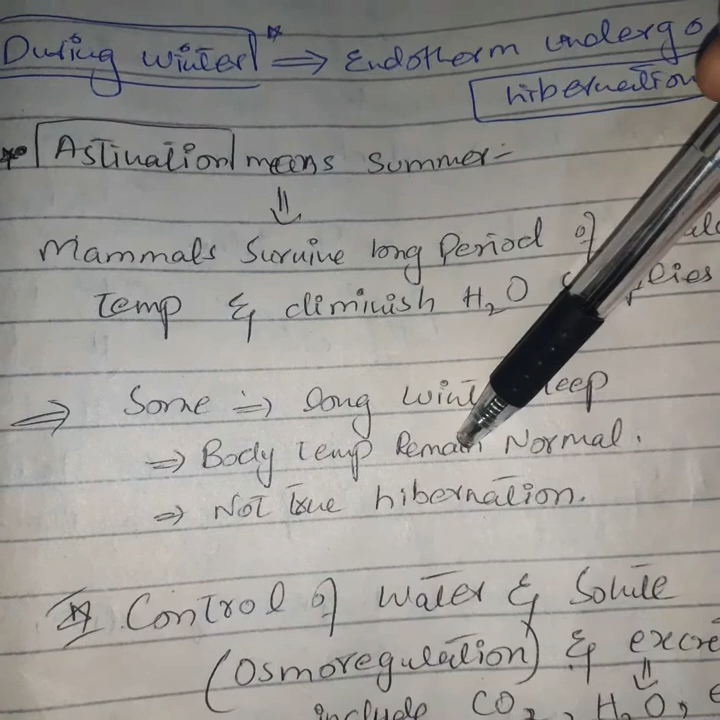 During winter * ⇒ Endotherm undergo
hibernation
* Astivation means Summer -
⇓
Mammals Survive long Period of
Temp & diminish H₂O
⇒ Some ⇒ Long
⇒ Body Temp Remain Normal.
⇒ Not true hibernation.
Control of water & Solute
(Osmoregulation) &
⇓
include CO₂, H₂O,